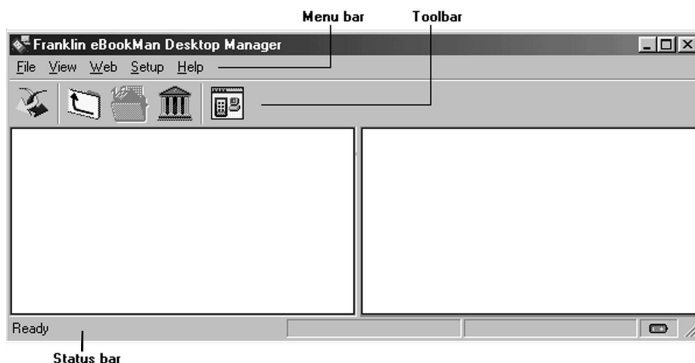 Menu bar Toolbar
Franklin eBookMan Desktop Manager
File View Web Setup Help
Ready
Status bar